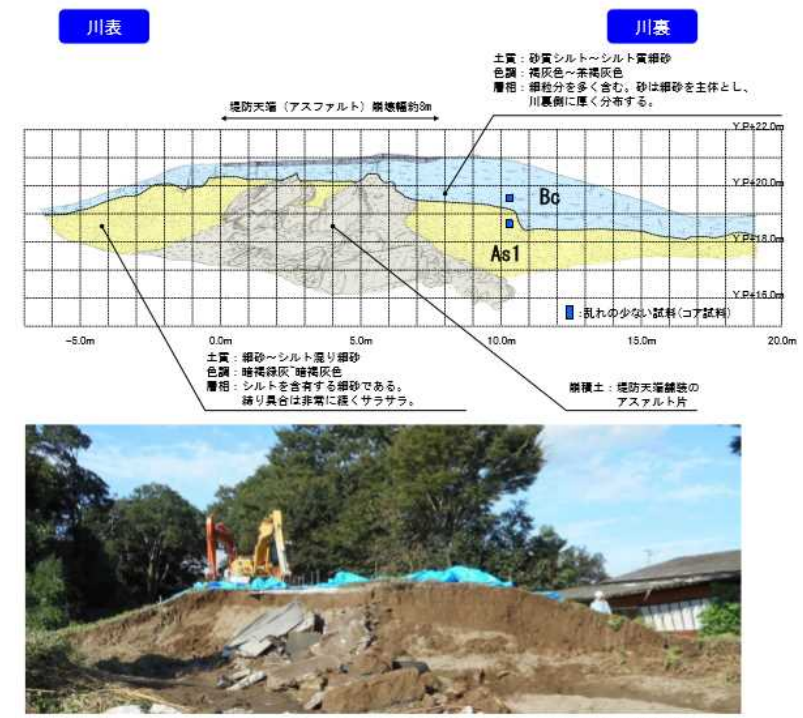 川表
川裏
土質：砂質シルト～シルト質細砂
色調：褐灰色～茶褐灰色
層相：細粒分を多く含む。砂は細砂を主体とし、
川裏側に厚く分布する。
堤防天端（アスファルト）崩壊幅約8m
Y.P+22.0m
Y.P+20.0m
Bc
As1
Y.P+18.0m
Y.P+16.0m
:乱れの少ない試料(コア試料)
-5.0m
0.0m
5.0m
10.0m
15.0m
20.0m
土質：細砂～シルト混り細砂
色調：暗褐緑灰~暗褐灰色
層相：シルトを含有する細砂である。
締り具合は非常に緩くサラサラ。
崩積土：堤防天端舗装の
アスファルト片